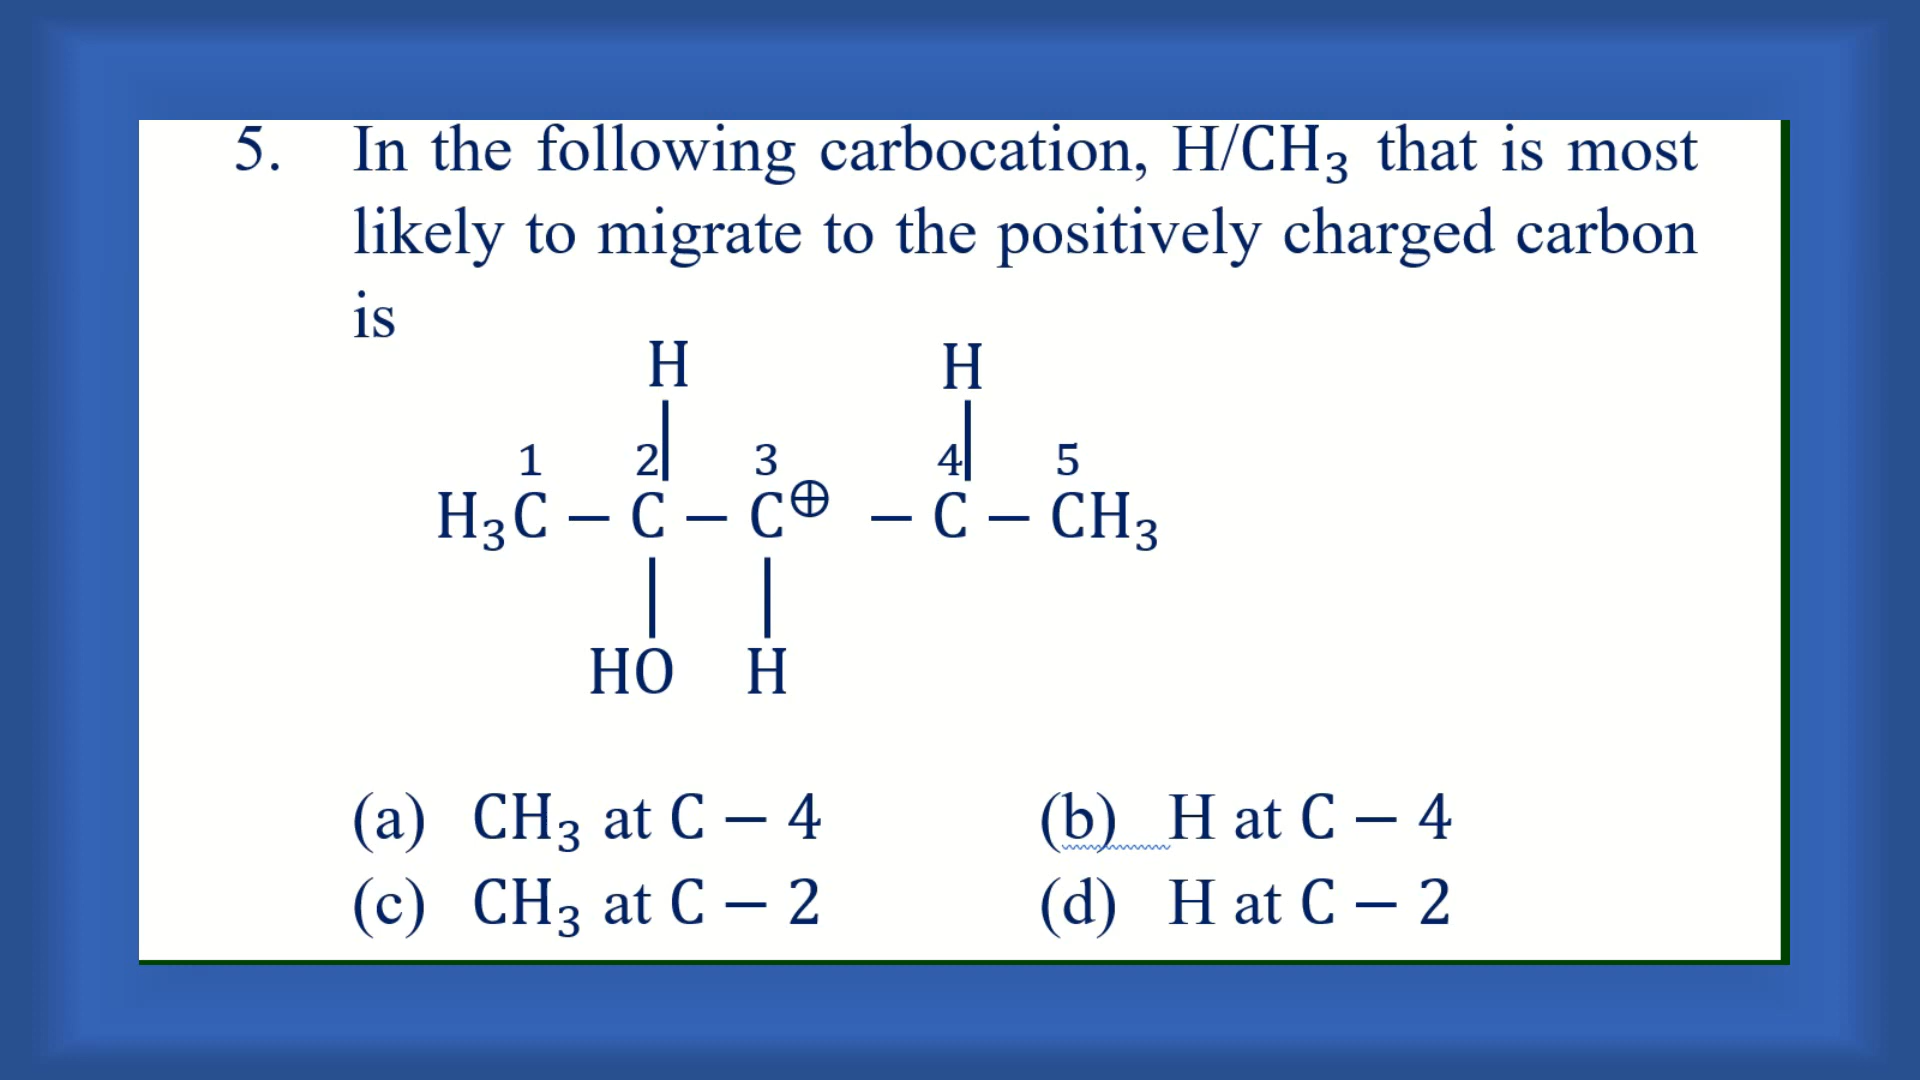 5. In the following carbocation, H/CH₃ that is most
likely to migrate to the positively charged carbon
is
H H
1 2 3 4 5
H₃C – C – C⊕ – C – CH₃
HO H
(a) CH₃ at C – 4 (b) H at C – 4
(c) CH₃ at C – 2 (d) H at C – 2